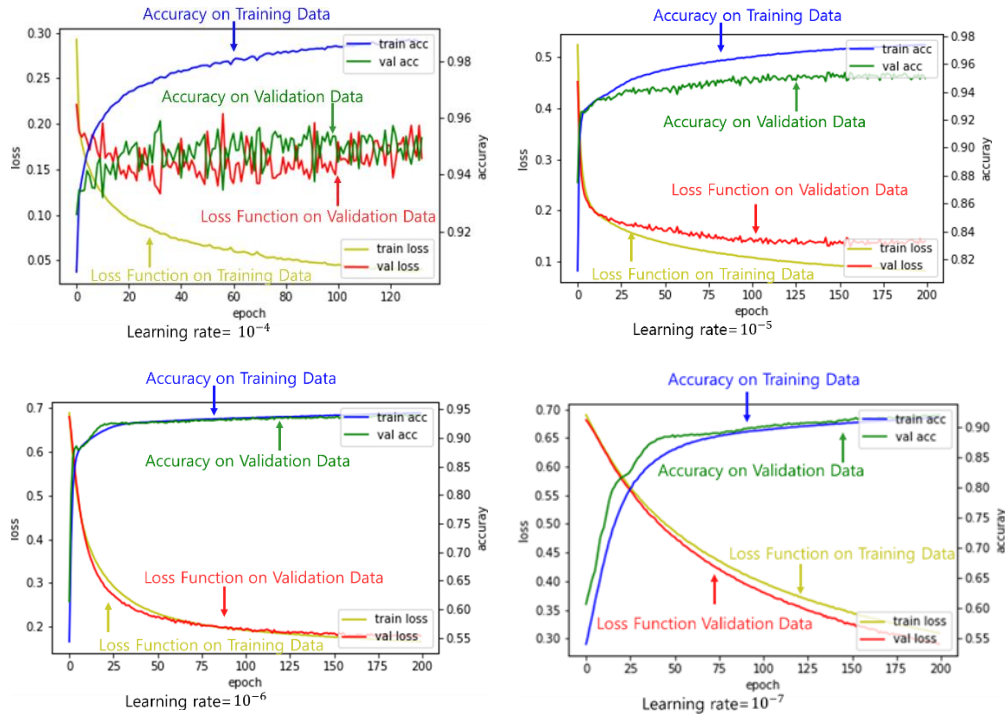 Accuracy on Training Data
0.30
0.25
0.20
0.15
0.10
0.05
loss
train acc
val acc
0.98
0.96
0.94
0.92
accuray
Accuracy on Validation Data
Loss Function on Validation Data
Loss Function on Training Data
train loss
val loss
0 20 40 60 80 100 120
epoch
Learning rate= 10⁻⁴
Accuracy on Training Data
0.5
0.4
0.3
0.2
0.1
loss
train acc
val acc
0.98
0.96
0.94
0.92
0.90
0.88
0.86
0.84
0.82
accuray
Accuracy on Validation Data
Loss Function on Validation Data
Loss Function on Training Data
train loss
val loss
0 25 50 75 100 125 150 175 200
epoch
Learning rate=10⁻⁵
Accuracy on Training Data
0.7
0.6
0.5
0.4
0.3
0.2
loss
train acc
val acc
0.95
0.90
0.85
0.80
0.75
0.70
0.65
0.60
0.55
accuray
Accuracy on Validation Data
Loss Function on Validation Data
Loss Function on Training Data
train loss
val loss
0 25 50 75 100 125 150 175 200
epoch
Learning rate=10⁻⁶
Accuracy on Training Data
0.70
0.65
0.60
0.55
0.50
0.45
0.40
0.35
0.30
loss
train acc
val acc
0.90
0.85
0.80
0.75
0.70
0.65
0.60
0.55
accuray
Accuracy on Validation Data
Loss Function on Training Data
Loss Function Validation Data
train loss
val loss
0 25 50 75 100 125 150 175 200
epoch
Learning rate=10⁻⁷